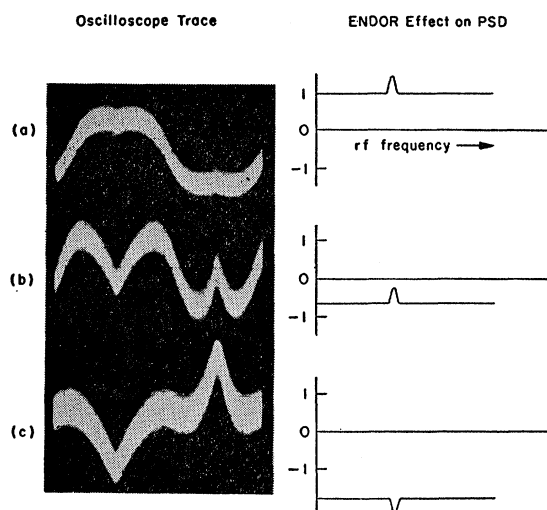 Oscilloscope Trace
ENDOR Effect on PSD
(a)
1
0
rf frequency
-1
(b)
1
0
-1
(c)
1
0
-1